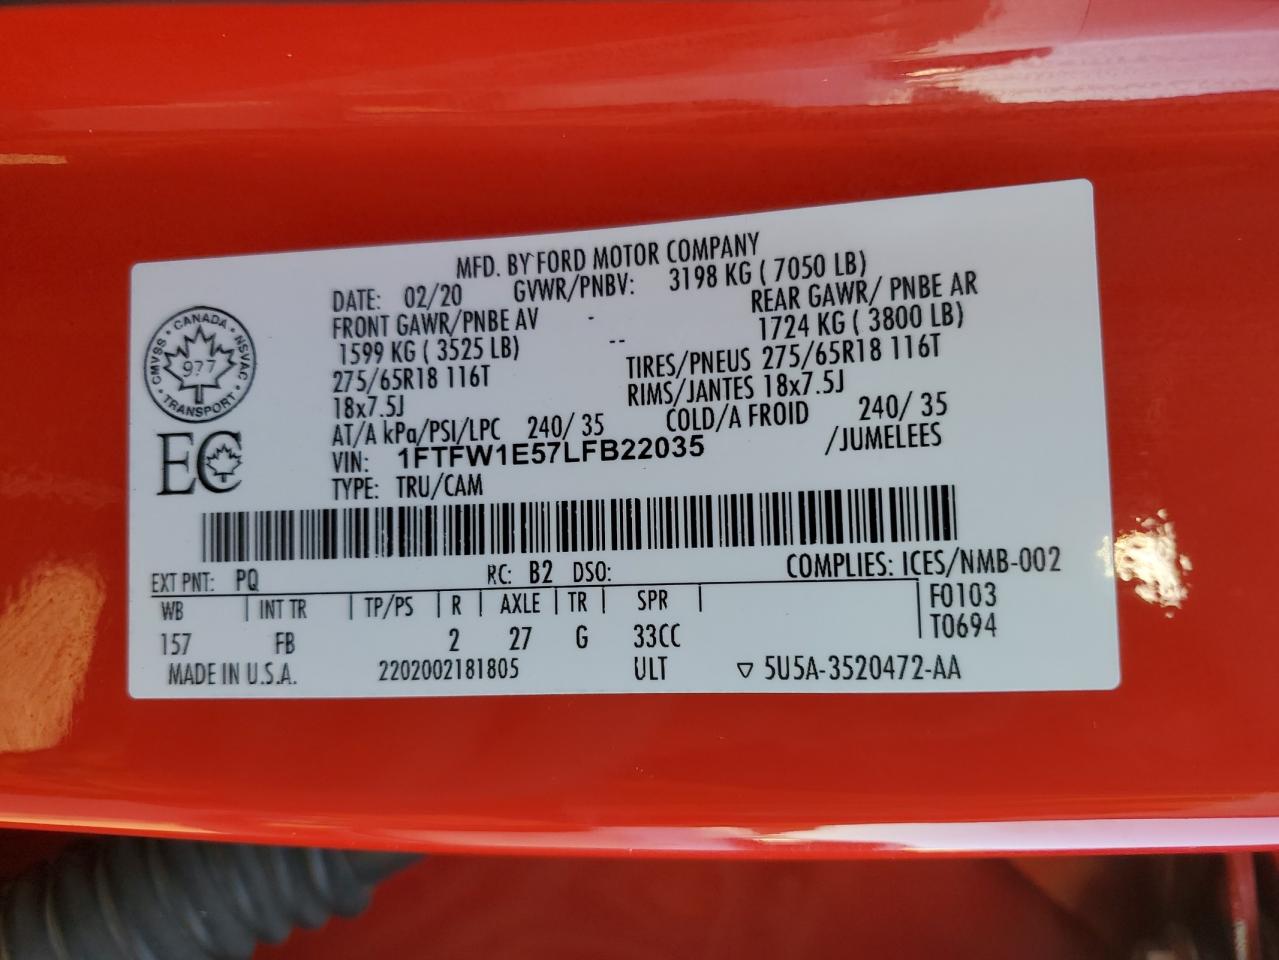 MFD. BY FORD MOTOR COMPANY
DATE: 02/20 GVWR/PNBV: 3198 KG ( 7050 LB)
FRONT GAWR/PNBE AV - REAR GAWR/ PNBE AR
1599 KG ( 3525 LB) -- 1724 KG ( 3800 LB)
275/65R18 116T TIRES/PNEUS 275/65R18 116T
18x7.5J RIMS/JANTES 18x7.5J
AT/A kPa/PSI/LPC 240/ 35 COLD/A FROID 240/ 35
VIN: 1FTFW1E57LFB22035 /JUMELEES
TYPE: TRU/CAM
CANADA
CMVSS · NSVAC
977
TRANSPORT
EC
COMPLIES: ICES/NMB-002
EXT PNT: PQ RC: B2 DSO:
WB | INT TR | TP/PS | R | AXLE | TR | SPR | F0103
157 FB 2 27 G 33CC T0694
MADE IN U.S.A. 2202002181805 ULT ▽ 5U5A-3520472-AA